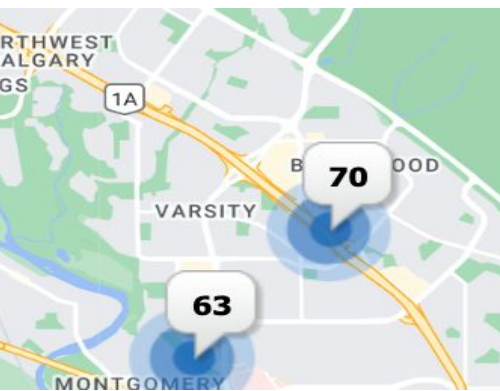 RTHWEST
ALGARY
GS
1A
B
OOD
70
VARSITY
63
MONTGOMERY